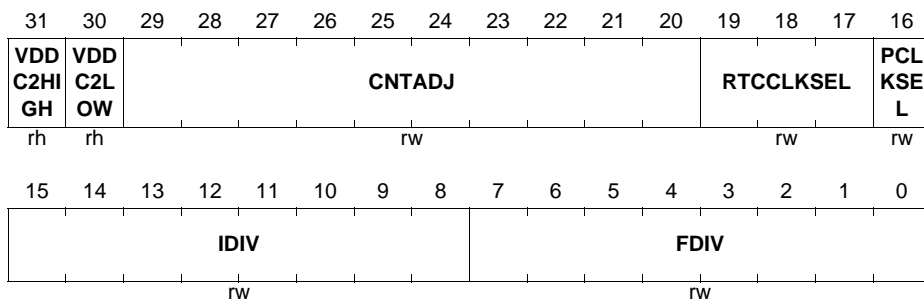 31 30 29 28 27 26 25 24 23 22 21 20 19 18 17 16
VDD VDD PCL
C2HI C2L CNTADJ RTCCLKSEL KSE
GH OW L
rh rh rw rw rw
15 14 13 12 11 10 9 8 7 6 5 4 3 2 1 0
IDIV FDIV
rw rw